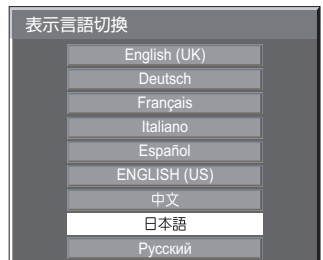 表示言語切換
English (UK)
Deutsch
Français
Italiano
Español
ENGLISH (US)
中文
日本語
Русский